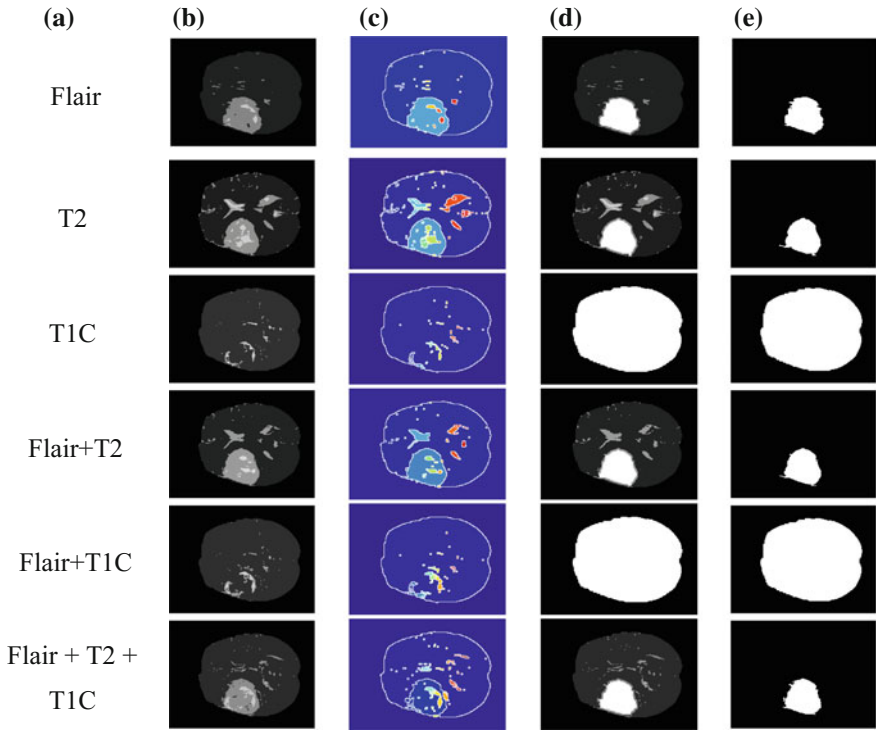 (a) (b) (c) (d) (e)
Flair
T2
T1C
Flair+T2
Flair+T1C
Flair + T2 +
T1C